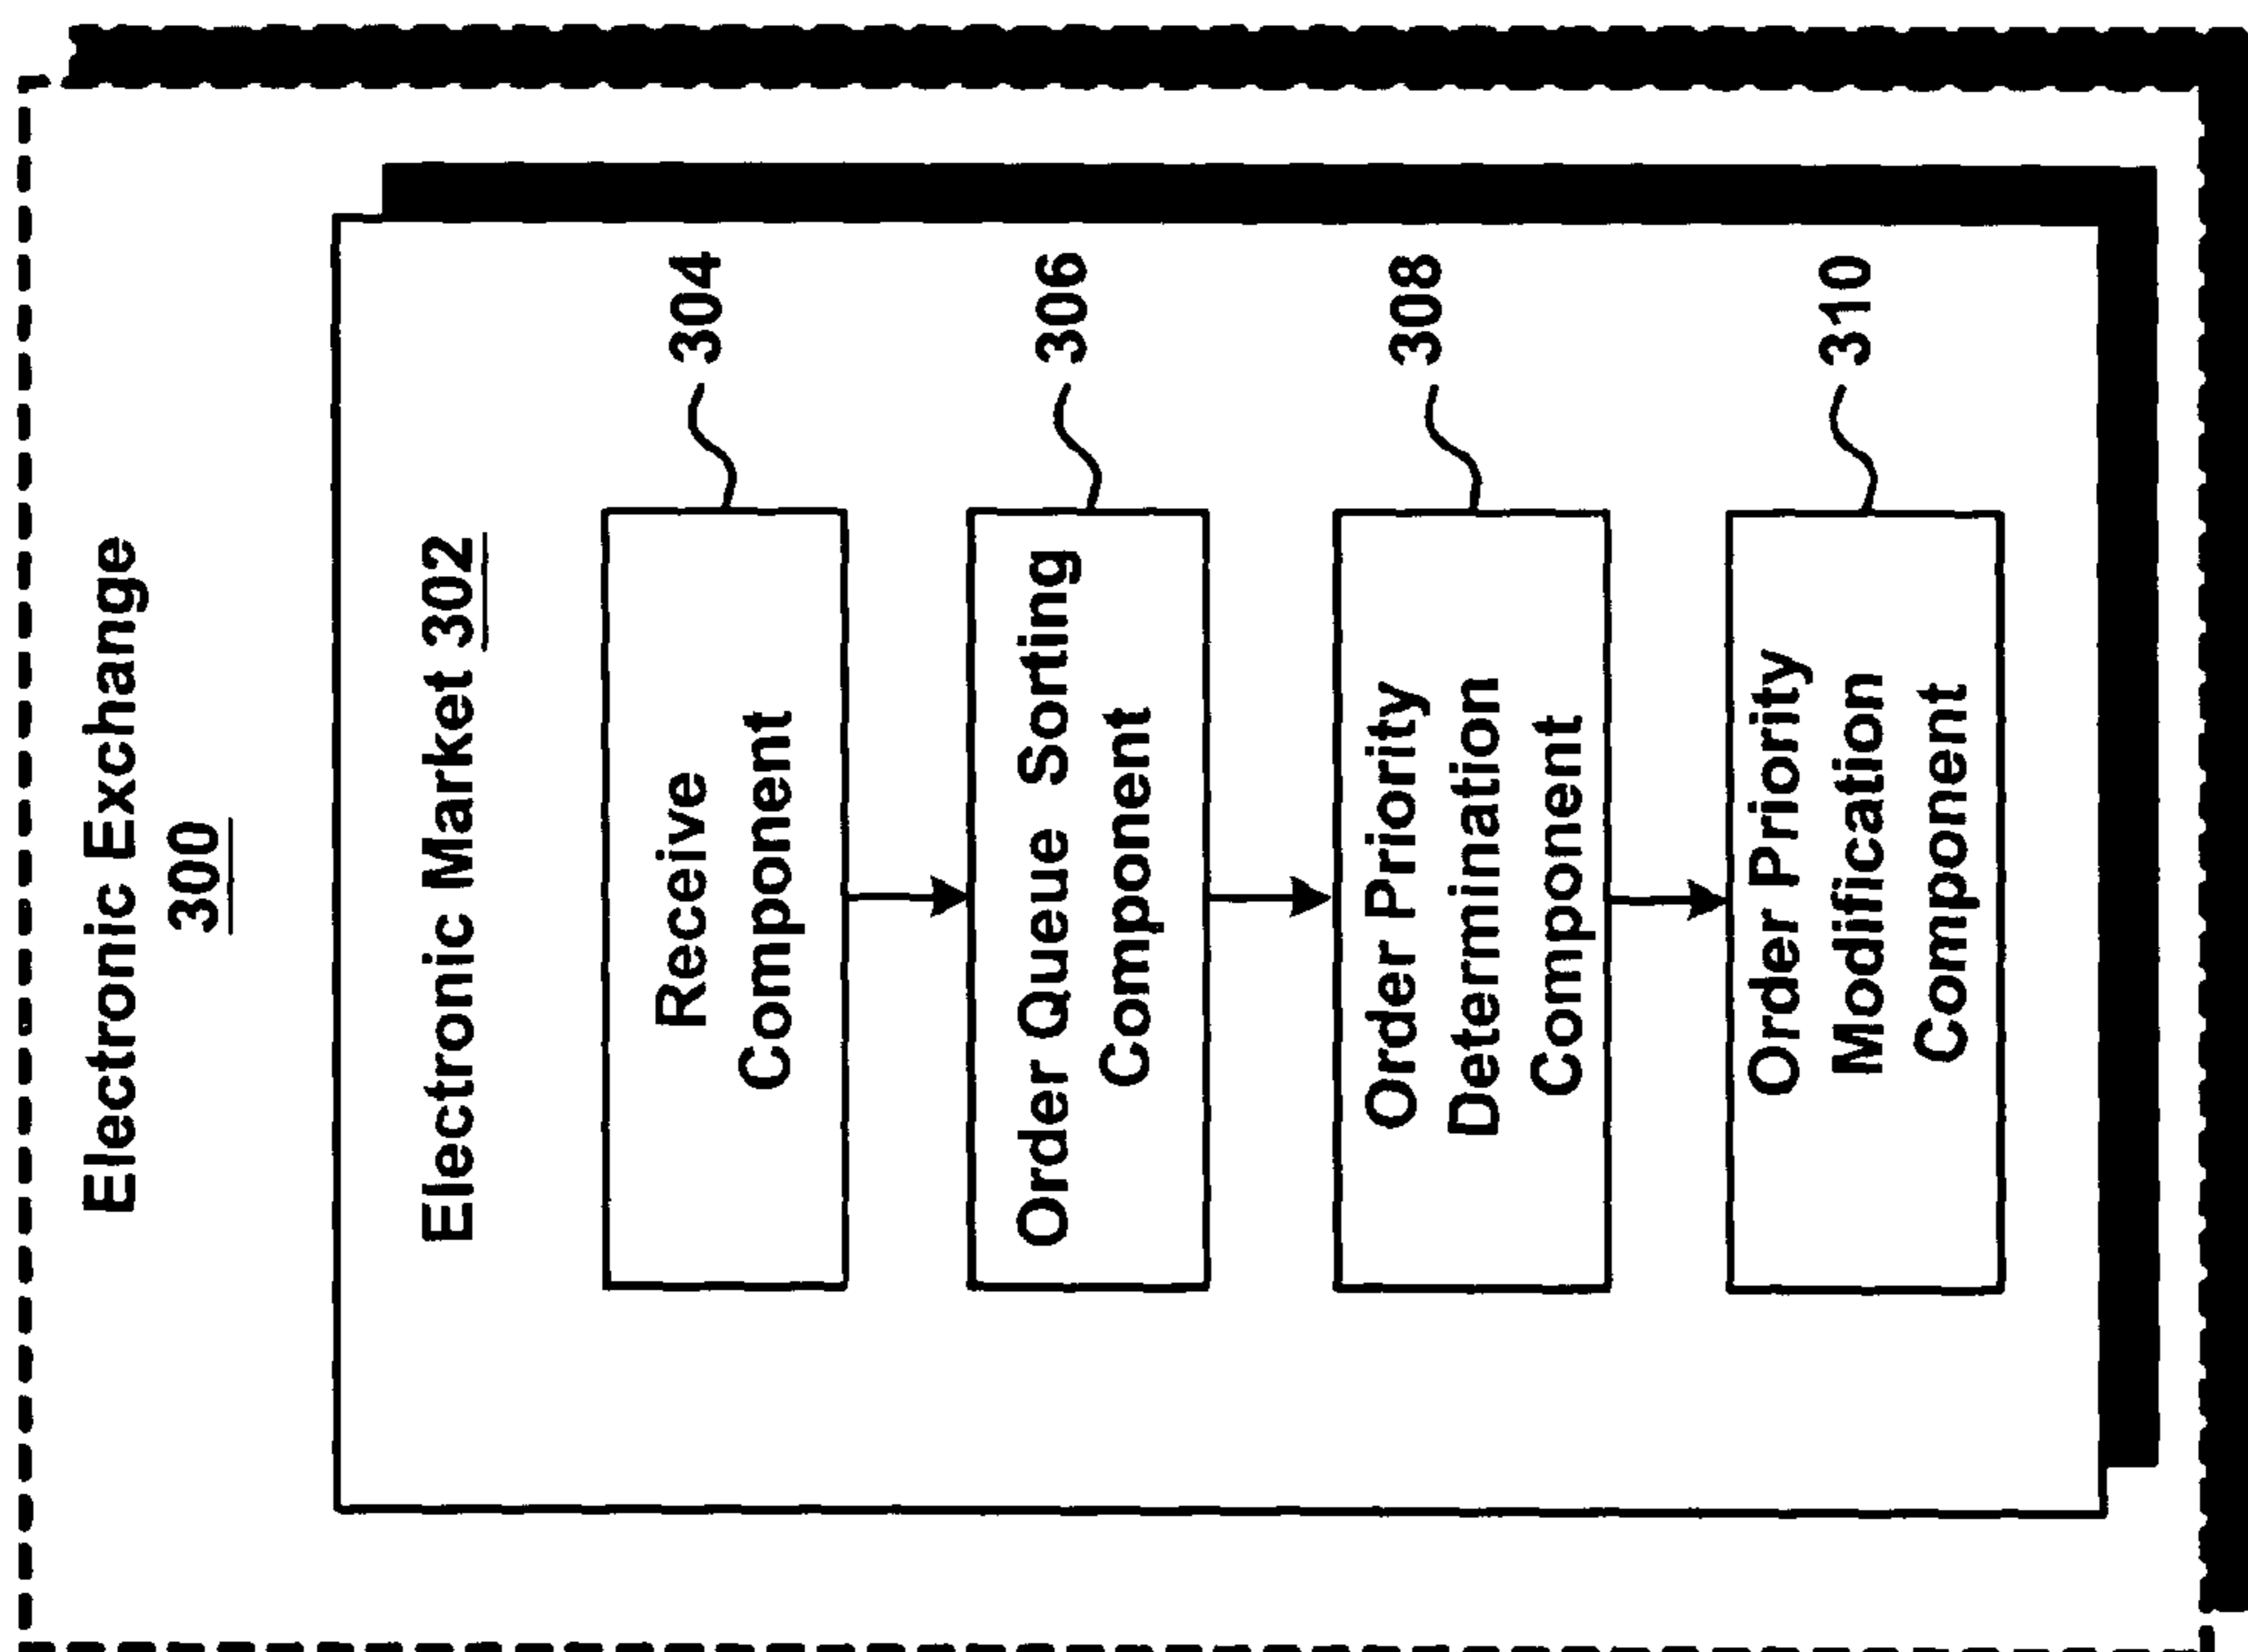 Electronic Exchange
300
Electronic Market 302
Receive
Component
304
Order Queue Sorting
Component
306
Order Priority
Determination
Component
308
Order Priority
Modification
Component
310